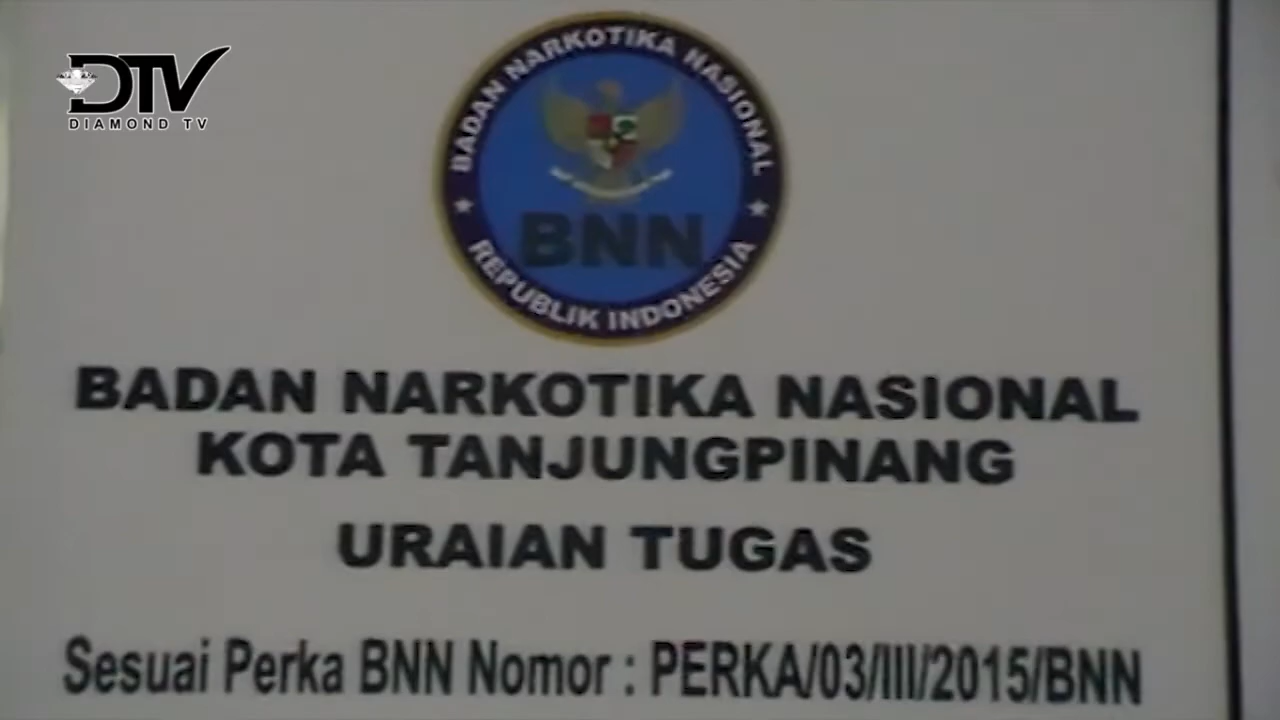 DTV
DIAMOND TV
BADAN NARKOTIKA NASIONAL
BNN
REPUBLIK INDONESIA
BADAN NARKOTIKA NASIONAL
KOTA TANJUNGPINANG
URAIAN TUGAS
Sesuai Perka BNN Nomor : PERKA/03/III/2015/BNN